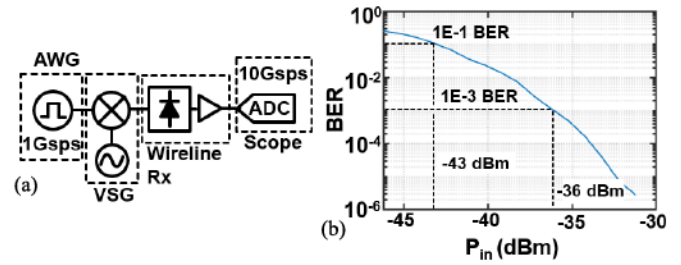 AWG
1Gsps
VSG
Wireline
Rx
10Gsps
ADC
Scope
(a)
BER
10^0
10^-2
10^-4
10^-6
1E-1 BER
1E-3 BER
-43 dBm
-36 dBm
-45
-40
-35
-30
P_in (dBm)
(b)